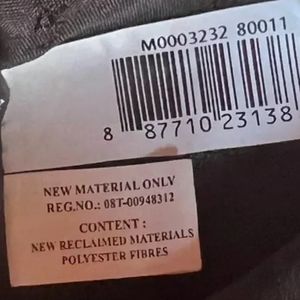 M0003232 80011
8 87710 23138
NEW MATERIAL ONLY
REG.NO.: 08T-00948312
CONTENT :
NEW RECLAIMED MATERIALS
POLYESTER FIBRES